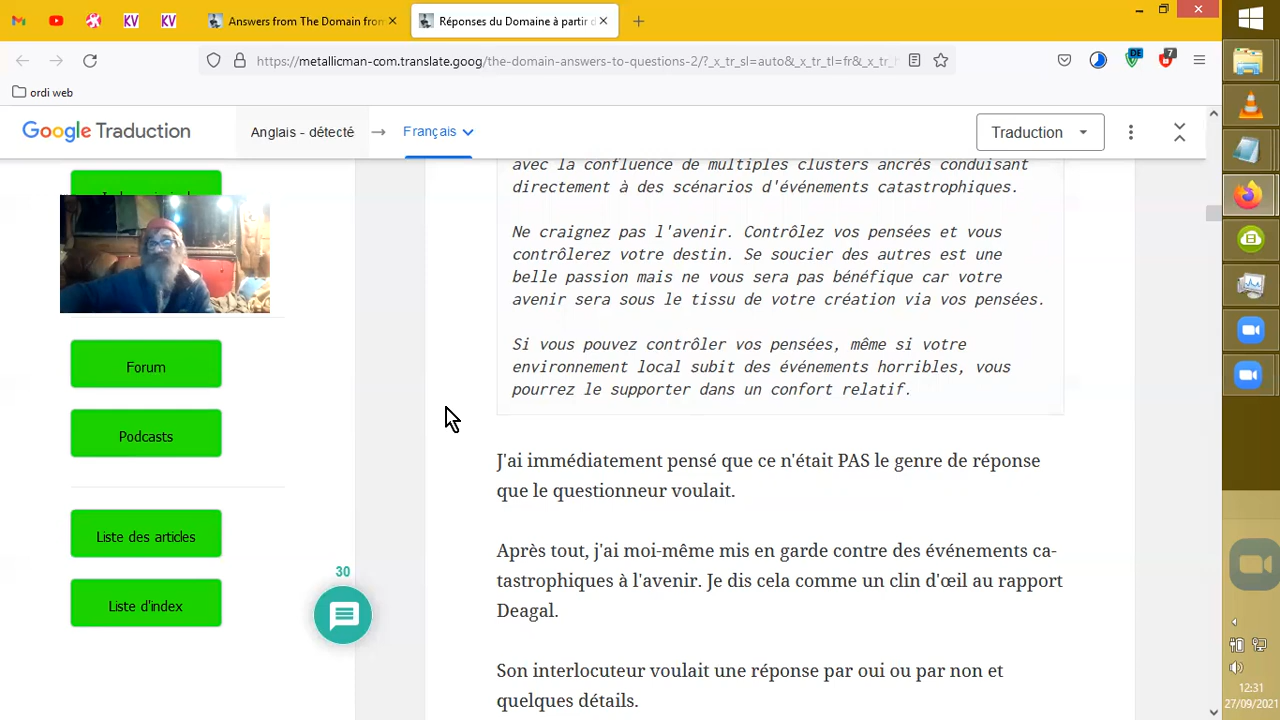 Answers from The Domain from
Réponses du Domaine à partir d
https://metallicman-com.translate.goog/the-domain-answers-to-questions-2/?_x_tr_sl=auto&_x_tr_tl=fr&_x_tr_h
DE
7
ordi web
Google Traduction
Anglais - détecté
Français
Traduction
avec la confluence de multiples clusters ancrés conduisant
directement à des scénarios d'événements catastrophiques.
Ne craignez pas l'avenir. Contrôlez vos pensées et vous
contrôlerez votre destin. Se soucier des autres est une
belle passion mais ne vous sera pas bénéfique car votre
avenir sera sous le tissu de votre création via vos pensées.
Si vous pouvez contrôler vos pensées, même si votre
environnement local subit des événements horribles, vous
pourrez le supporter dans un confort relatif.
Forum
Podcasts
Liste des articles
Liste d'index
30
J'ai immédiatement pensé que ce n'était PAS le genre de réponse
que le questionneur voulait.
Après tout, j'ai moi-même mis en garde contre des événements ca-
tastrophiques à l'avenir. Je dis cela comme un clin d'œil au rapport
Deagal.
Son interlocuteur voulait une réponse par oui ou par non et
quelques détails.
12:31
27/09/2021